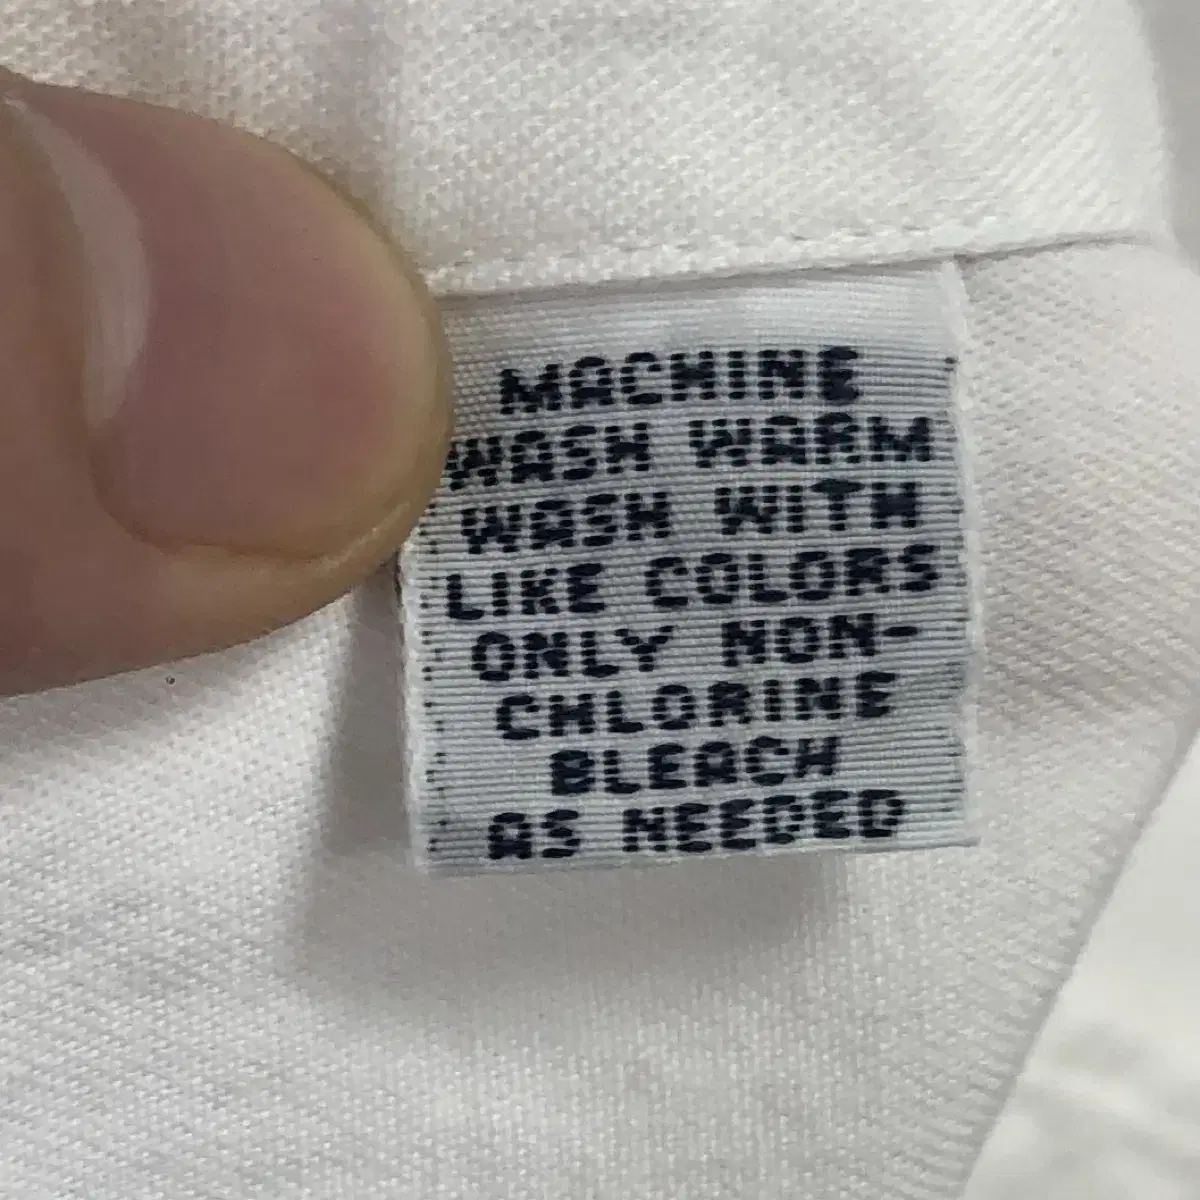 MACHINE
WASH WARM
WASH WITH
LIKE COLORS
ONLY NON-
CHLORINE
BLEACH
AS NEEDED